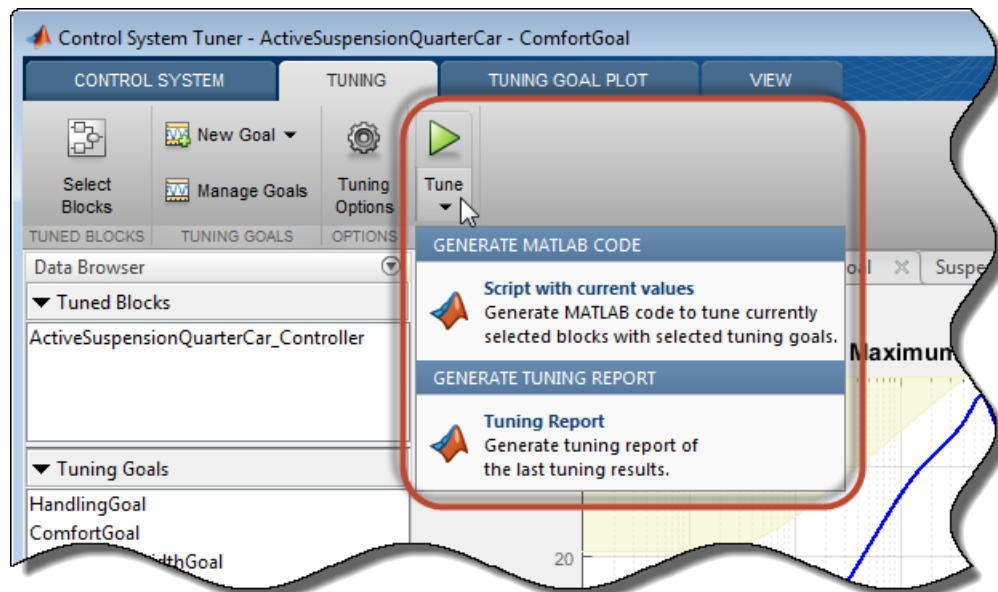 Control System Tuner - ActiveSuspensionQuarterCar - ComfortGoal
CONTROL SYSTEM
TUNING
TUNING GOAL PLOT
VIEW
Select
Blocks
New Goal
Manage Goals
Tuning
Options
Tune
TUNED BLOCKS
TUNING GOALS
OPTIONS
GENERATE MATLAB CODE
Script with current values
Generate MATLAB code to tune currently
selected blocks with selected tuning goals.
GENERATE TUNING REPORT
Tuning Report
Generate tuning report of
the last tuning results.
Data Browser
Tuned Blocks
ActiveSuspensionQuarterCar_Controller
Tuning Goals
HandlingGoal
ComfortGoal
idthGoal
oal
Suspe
Maximum
20